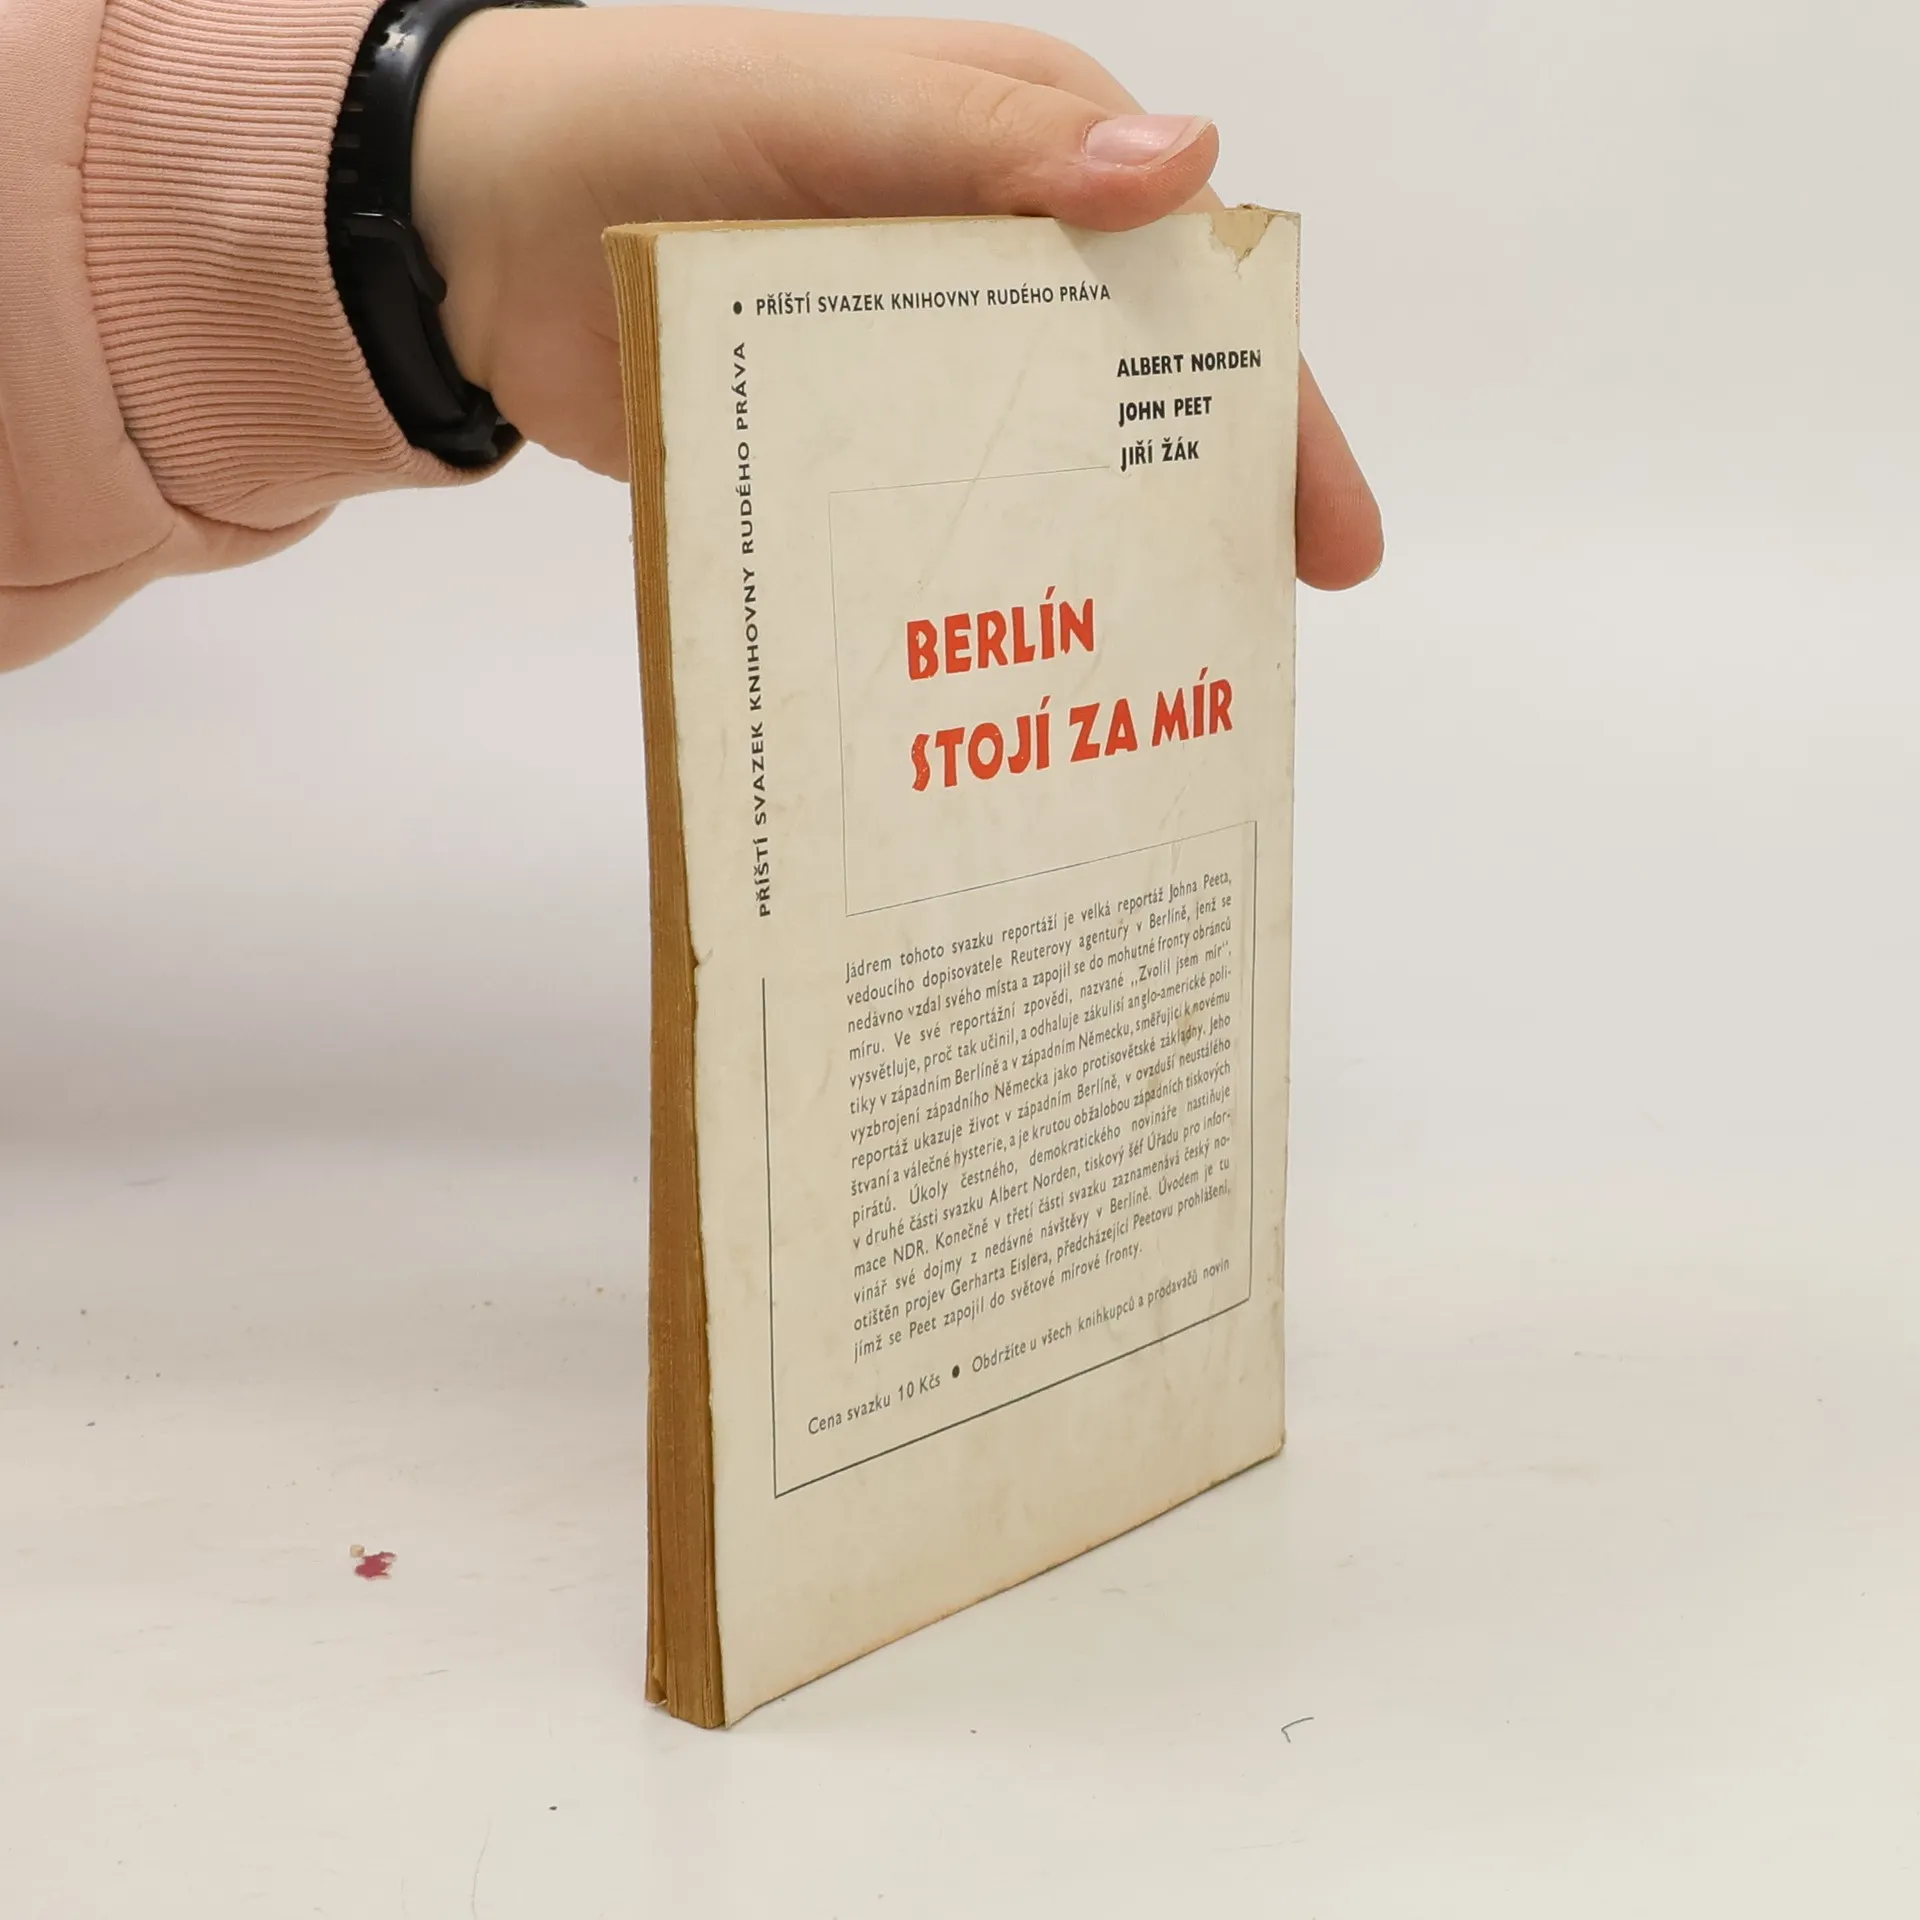 ● PŘÍŠTÍ SVAZEK KNIHOVNY RUDÉHO PRÁVA
PŘÍŠTÍ SVAZEK KNIHOVNY RUDÉHO PRÁVA
ALBERT NORDEN
JOHN PEET
JIŘÍ ŽÁK
BERLÍN
STOJÍ ZA MÍR
Jádrem tohoto svazku reportáží je velká reportáž Johna Peeta,
vedoucího dopisovatele Reuterovy agentury v Berlíně, jenž se
nedávno vzdal svého místa a zapojil se do mohutné fronty obránců
míru. Ve své reportážní zpovědi, nazvané „Zvolil jsem mír",
vysvětluje, proč tak učinil, a odhaluje zákulisí anglo-americké poli-
tiky v západním Berlíně a v západním Německu, směřující k novému
vyzbrojení západního Německa jako protisovětské základny. Jeho
reportáž ukazuje život v západním Berlíně, v ovzduší neustálého
štvaní a válečné hysterie, a je krutou obžalobou západních tiskových
pirátů. Úkoly čestného, demokratického novináře nastiňuje
v druhé části svazku Albert Norden, tiskový šéf Úřadu pro infor-
mace NDR. Konečně v třetí části svazku zaznamenává český no-
vinář své dojmy z nedávné návštěvy v Berlíně. Úvodem je tu
otištěn projev Gerharta Eislera, předcházející Peetovu prohlášení,
jímž se Peet zapojil do světové mírové fronty.
Cena svazku 10 Kčs ● Obdržíte u všech knihkupců a prodavačů novin